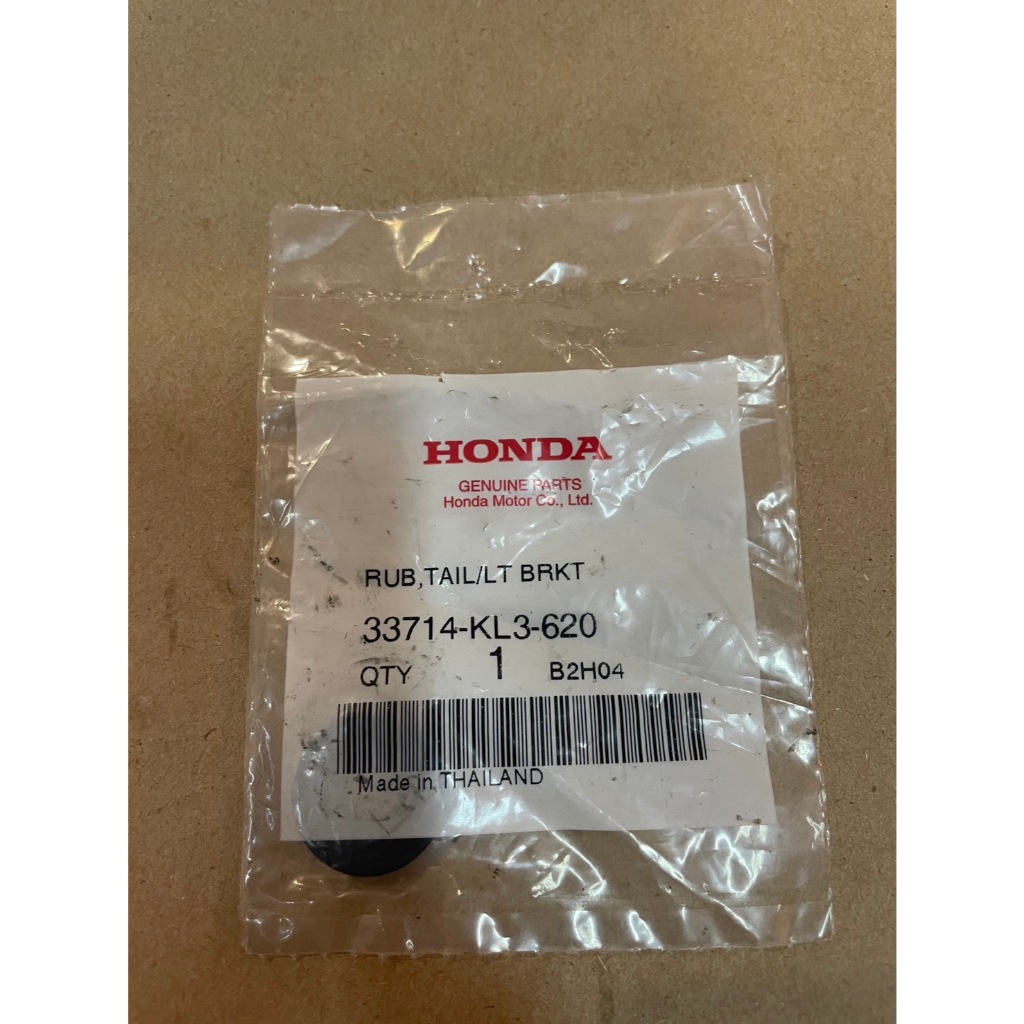 HONDA
GENUINE PARTS
Honda Motor Co., Ltd.
RUB,TAIL/LT BRKT
33714-KL3-620
QTY 1 B2H04
Made in THAILAND